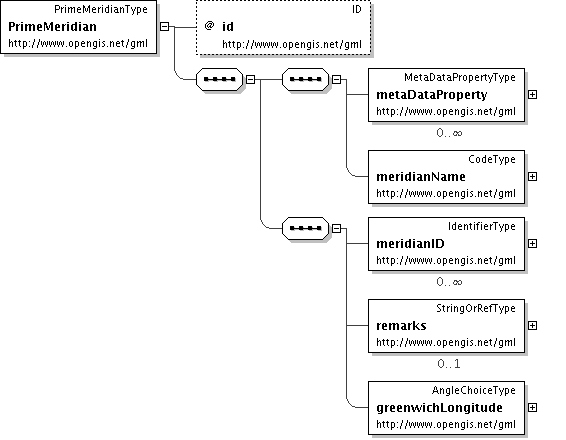 PrimeMeridianType
PrimeMeridian
http://www.opengis.net/gml
ID
@ id
http://www.opengis.net/gml
MetaDataPropertyType
metaDataProperty
http://www.opengis.net/gml
0..∞
CodeType
meridianName
http://www.opengis.net/gml
IdentifierType
meridianID
http://www.opengis.net/gml
0..∞
StringOrRefType
remarks
http://www.opengis.net/gml
0..1
AngleChoiceType
greenwichLongitude
http://www.opengis.net/gml